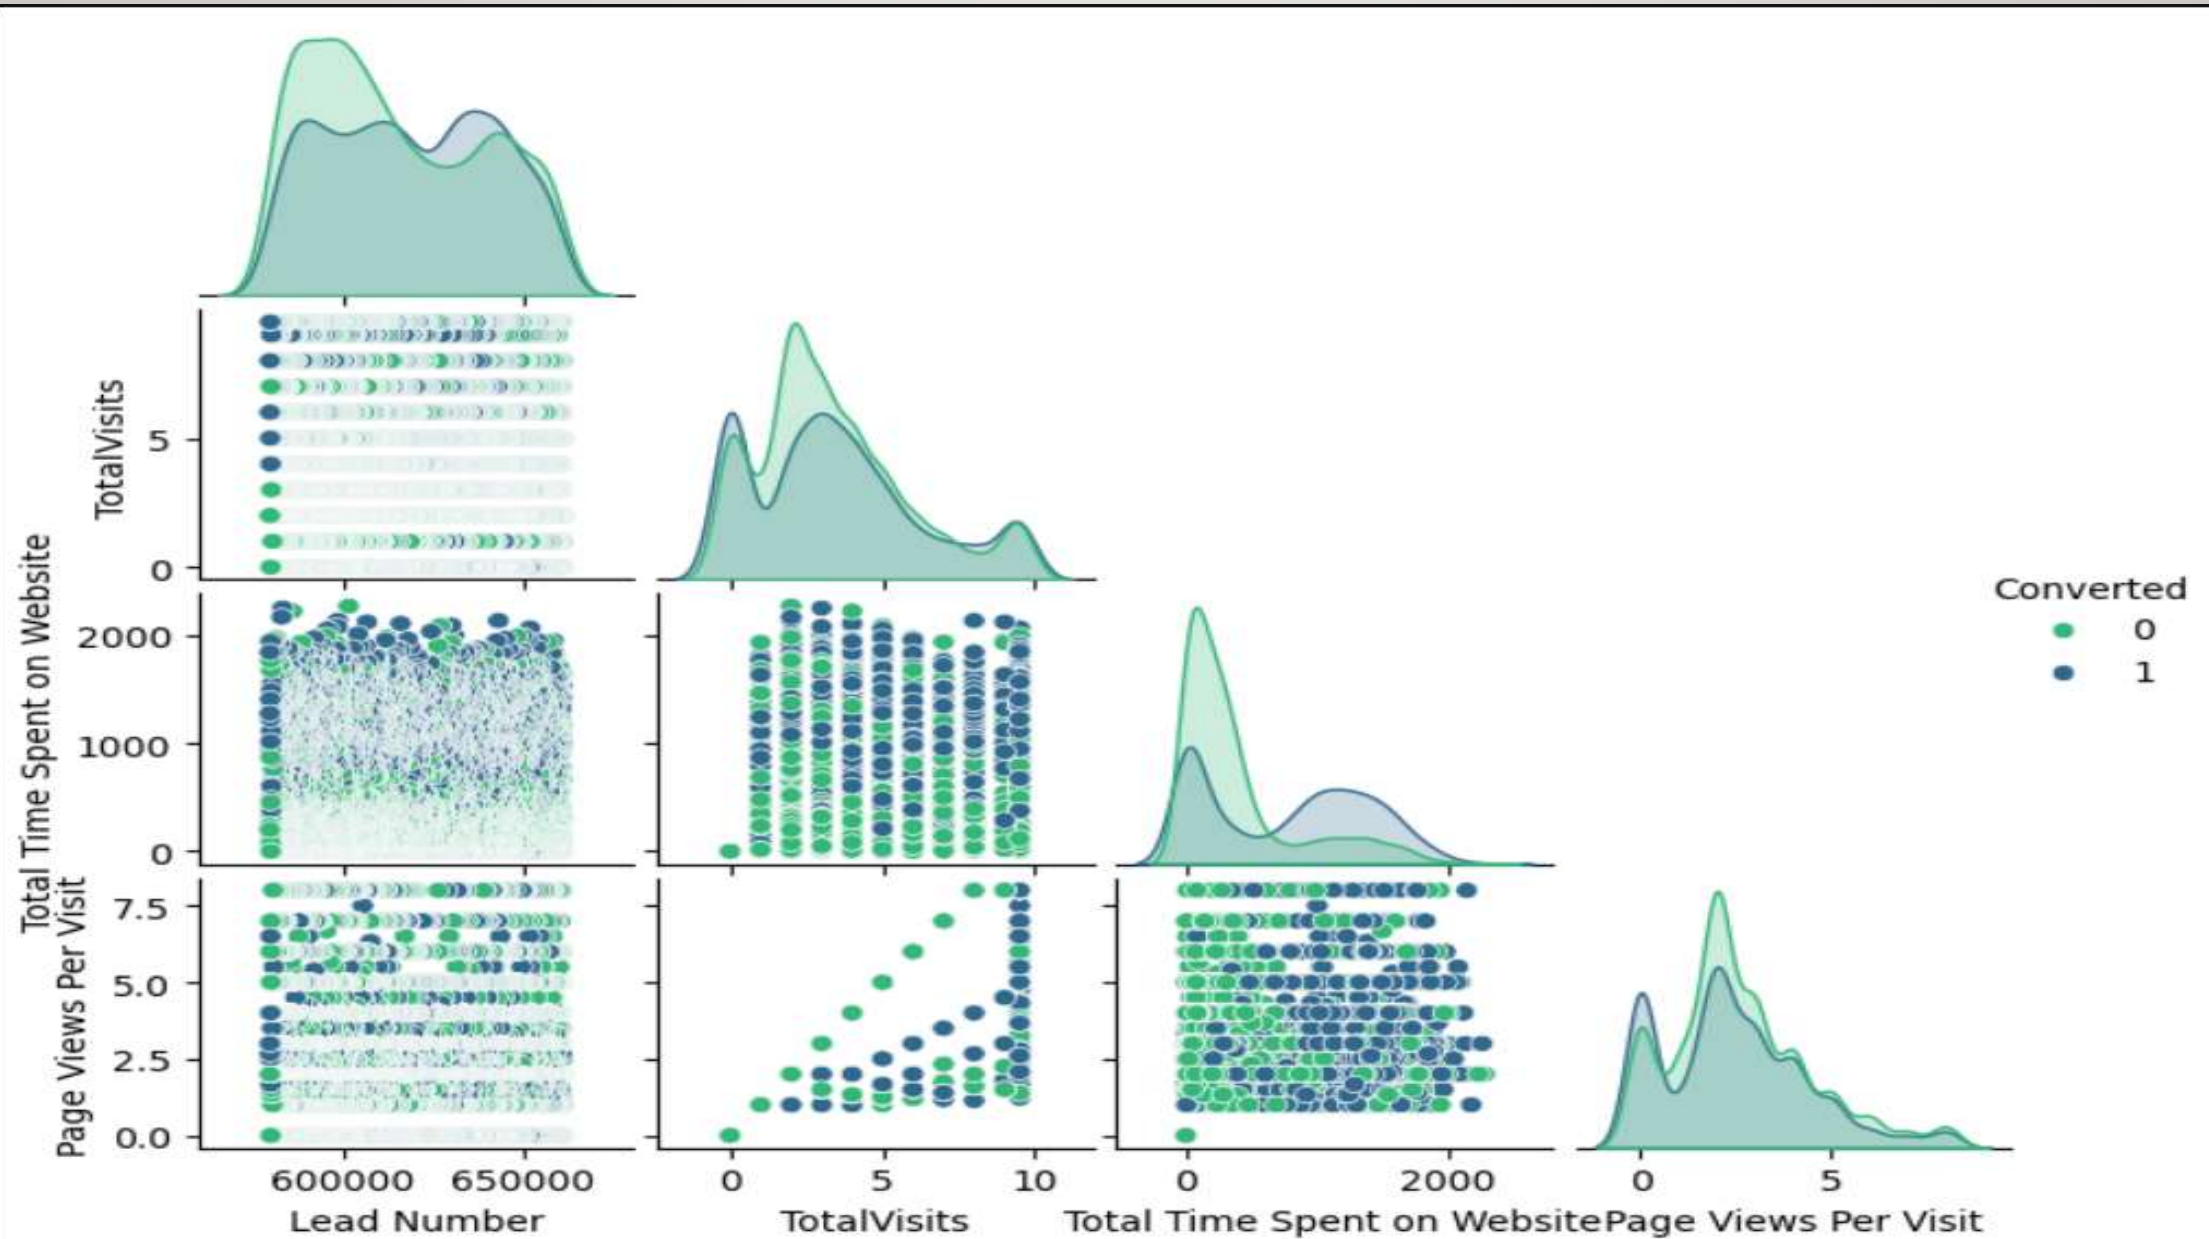 TotalVisits
5
0
Total Time Spent on Website
2000
1000
0
Page Views Per Visit
7.5
5.0
2.5
0.0
600000 650000
0 5 10
0 2000
0 5
Lead Number
TotalVisits
Total Time Spent on Website
Page Views Per Visit
Converted
0
1